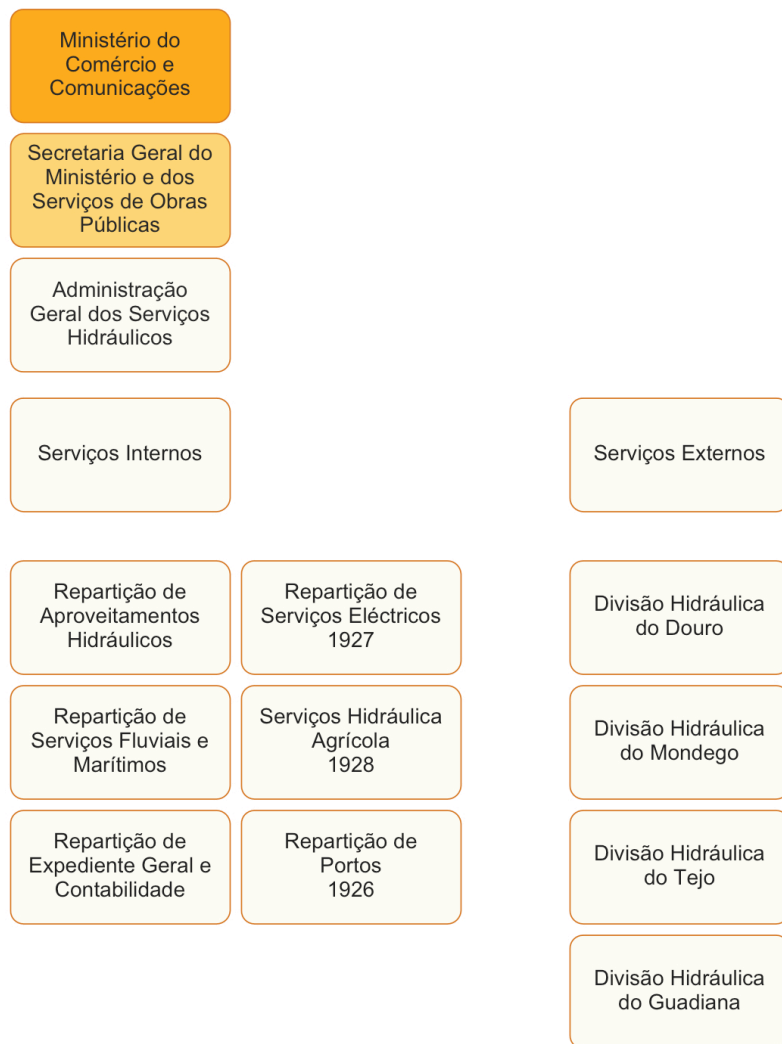 Ministério do
Comércio e
Comunicações
Secretaria Geral do
Ministério e dos
Serviços de Obras
Públicas
Administração
Geral dos Serviços
Hidráulicos
Serviços Internos
Serviços Externos
Repartição de
Aproveitamentos
Hidráulicos
Repartição de
Serviços Eléctricos
1927
Divisão Hidráulica
do Douro
Repartição de
Serviços Fluviais e
Marítimos
Serviços Hidráulica
Agrícola
1928
Divisão Hidráulica
do Mondego
Repartição de
Expediente Geral e
Contabilidade
Repartição de
Portos
1926
Divisão Hidráulica
do Tejo
Divisão Hidráulica
do Guadiana